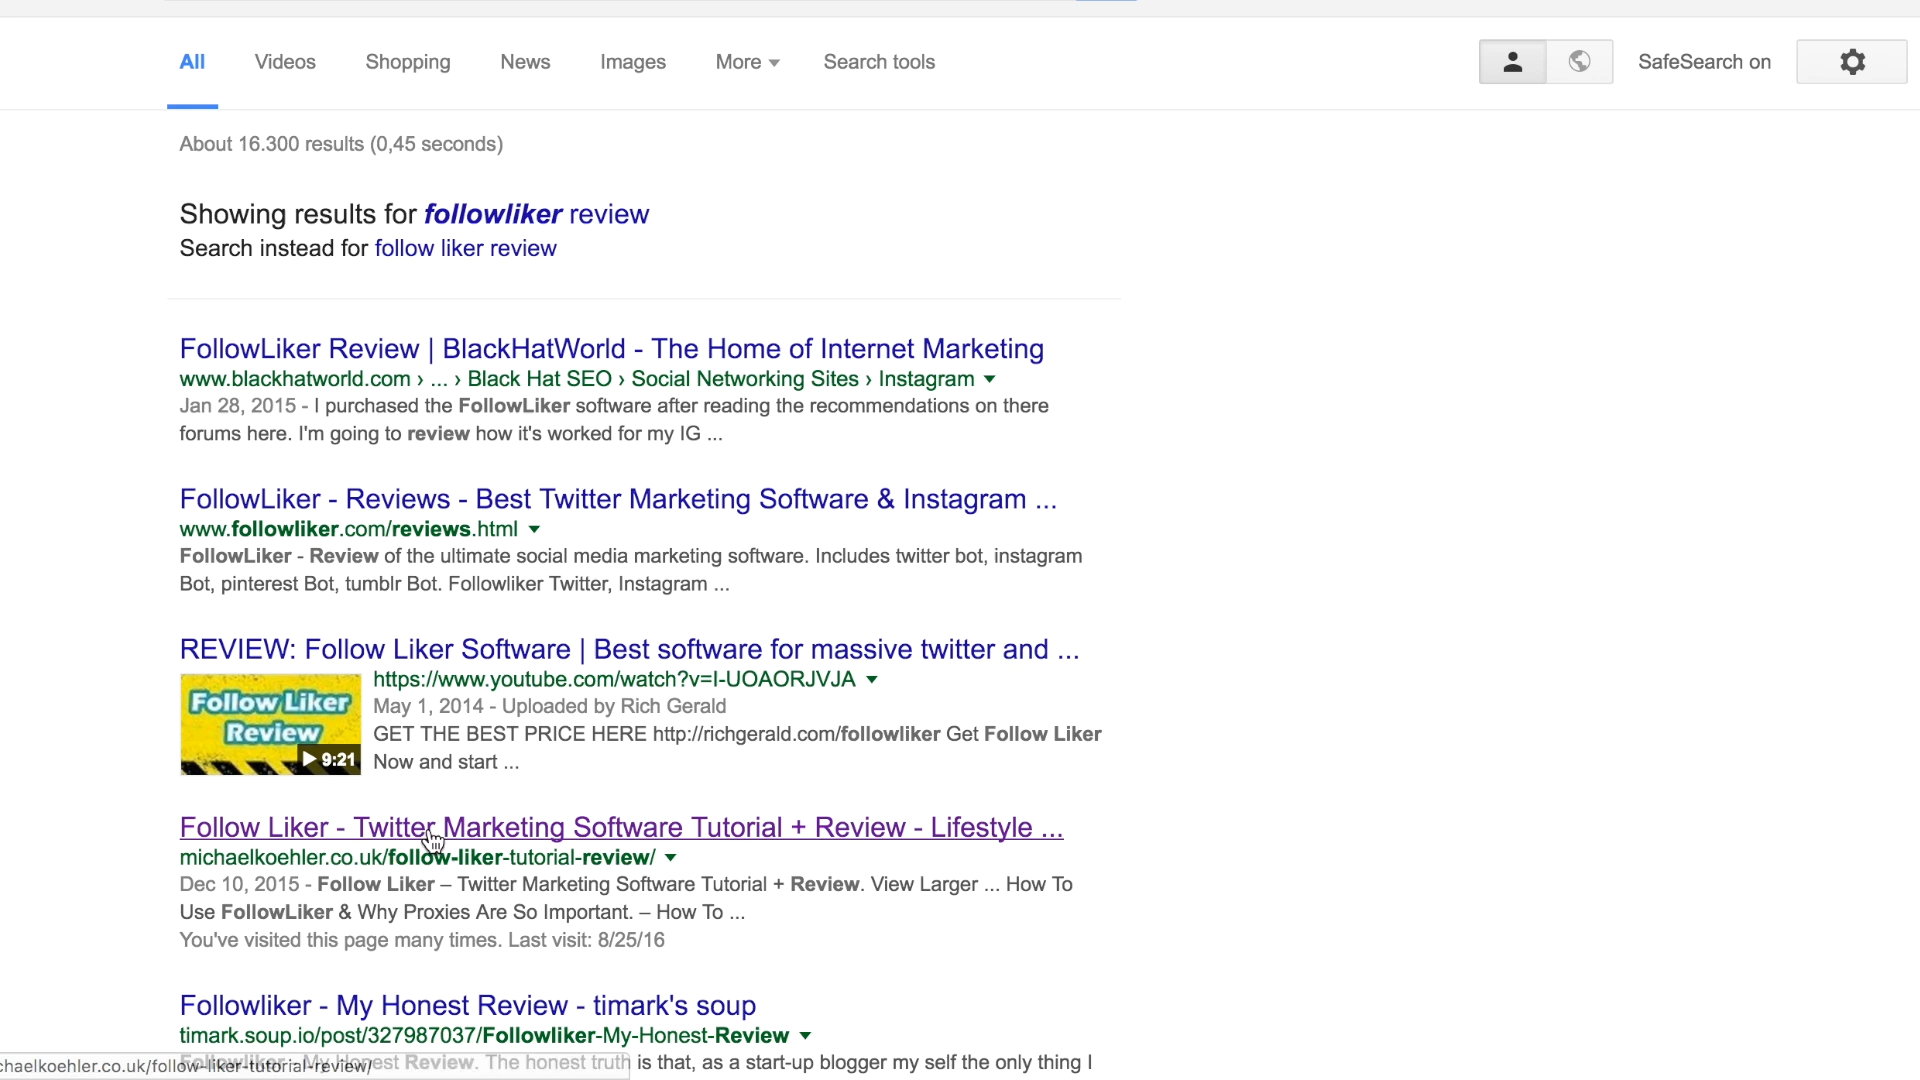 All Videos Shopping News Images More Search tools SafeSearch on
About 16.300 results (0,45 seconds)
Showing results for followliker review
Search instead for follow liker review
FollowLiker Review | BlackHatWorld - The Home of Internet Marketing
www.blackhatworld.com › ... › Black Hat SEO › Social Networking Sites › Instagram
Jan 28, 2015 - I purchased the FollowLiker software after reading the recommendations on there
forums here. I'm going to review how it's worked for my IG ...
FollowLiker - Reviews - Best Twitter Marketing Software & Instagram ...
www.followliker.com/reviews.html
FollowLiker - Review of the ultimate social media marketing software. Includes twitter bot, instagram
Bot, pinterest Bot, tumblr Bot. Followliker Twitter, Instagram ...
REVIEW: Follow Liker Software | Best software for massive twitter and ...
Follow Liker
Review
9:21
https://www.youtube.com/watch?v=I-UOAORJVJA
May 1, 2014 - Uploaded by Rich Gerald
GET THE BEST PRICE HERE http://richgerald.com/followliker Get Follow Liker
Now and start ...
Follow Liker - Twitter Marketing Software Tutorial + Review - Lifestyle ...
michaelkoehler.co.uk/follow-liker-tutorial-review/
Dec 10, 2015 - Follow Liker – Twitter Marketing Software Tutorial + Review. View Larger ... How To
Use FollowLiker & Why Proxies Are So Important. – How To ...
You've visited this page many times. Last visit: 8/25/16
Followliker - My Honest Review - timark's soup
timark.soup.io/post/327987037/Followliker-My-Honest-Review
Followliker - My Honest Review. The honest truth is that, as a start-up blogger my self the only thing I
chaelkoehler.co.uk/follow-liker-tutorial-review/